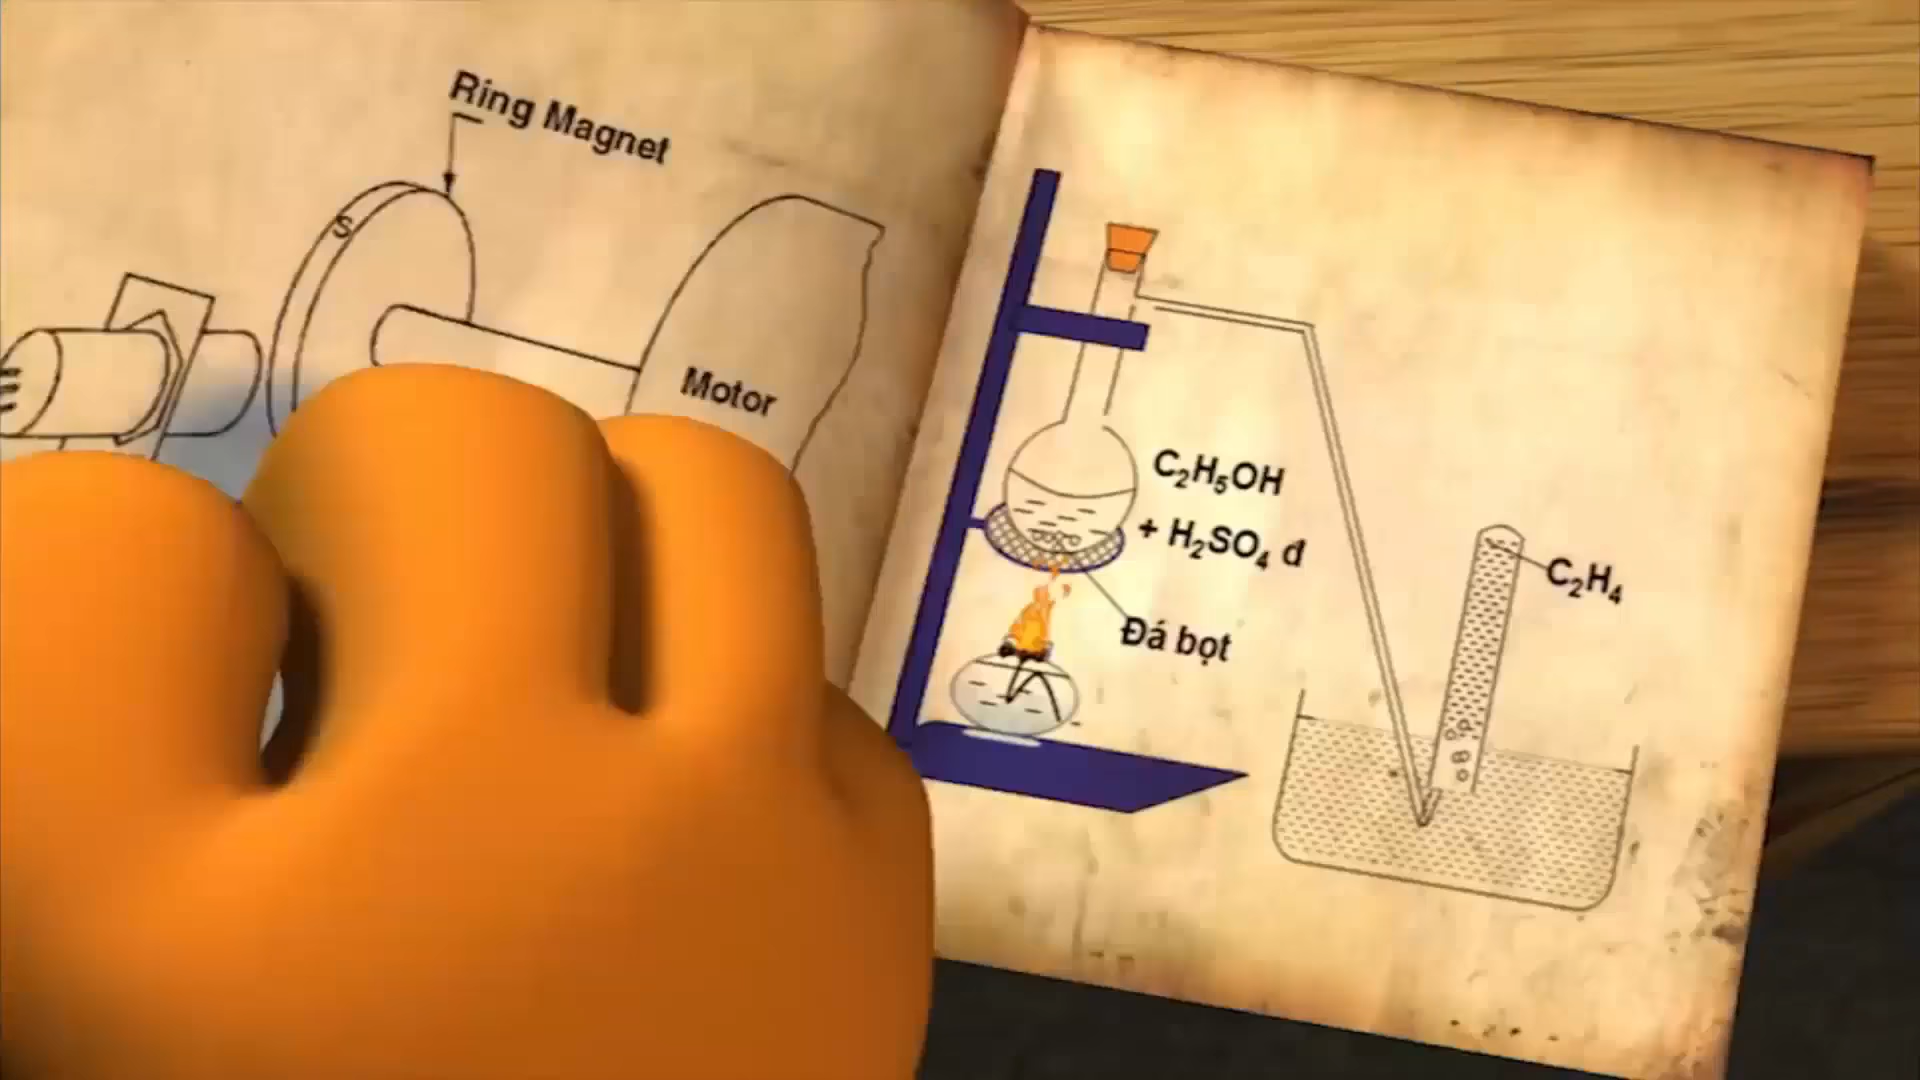 Ring Magnet
S
Motor
C₂H₅OH
+ H₂SO₄ đ
Đá bọt
C₂H₄